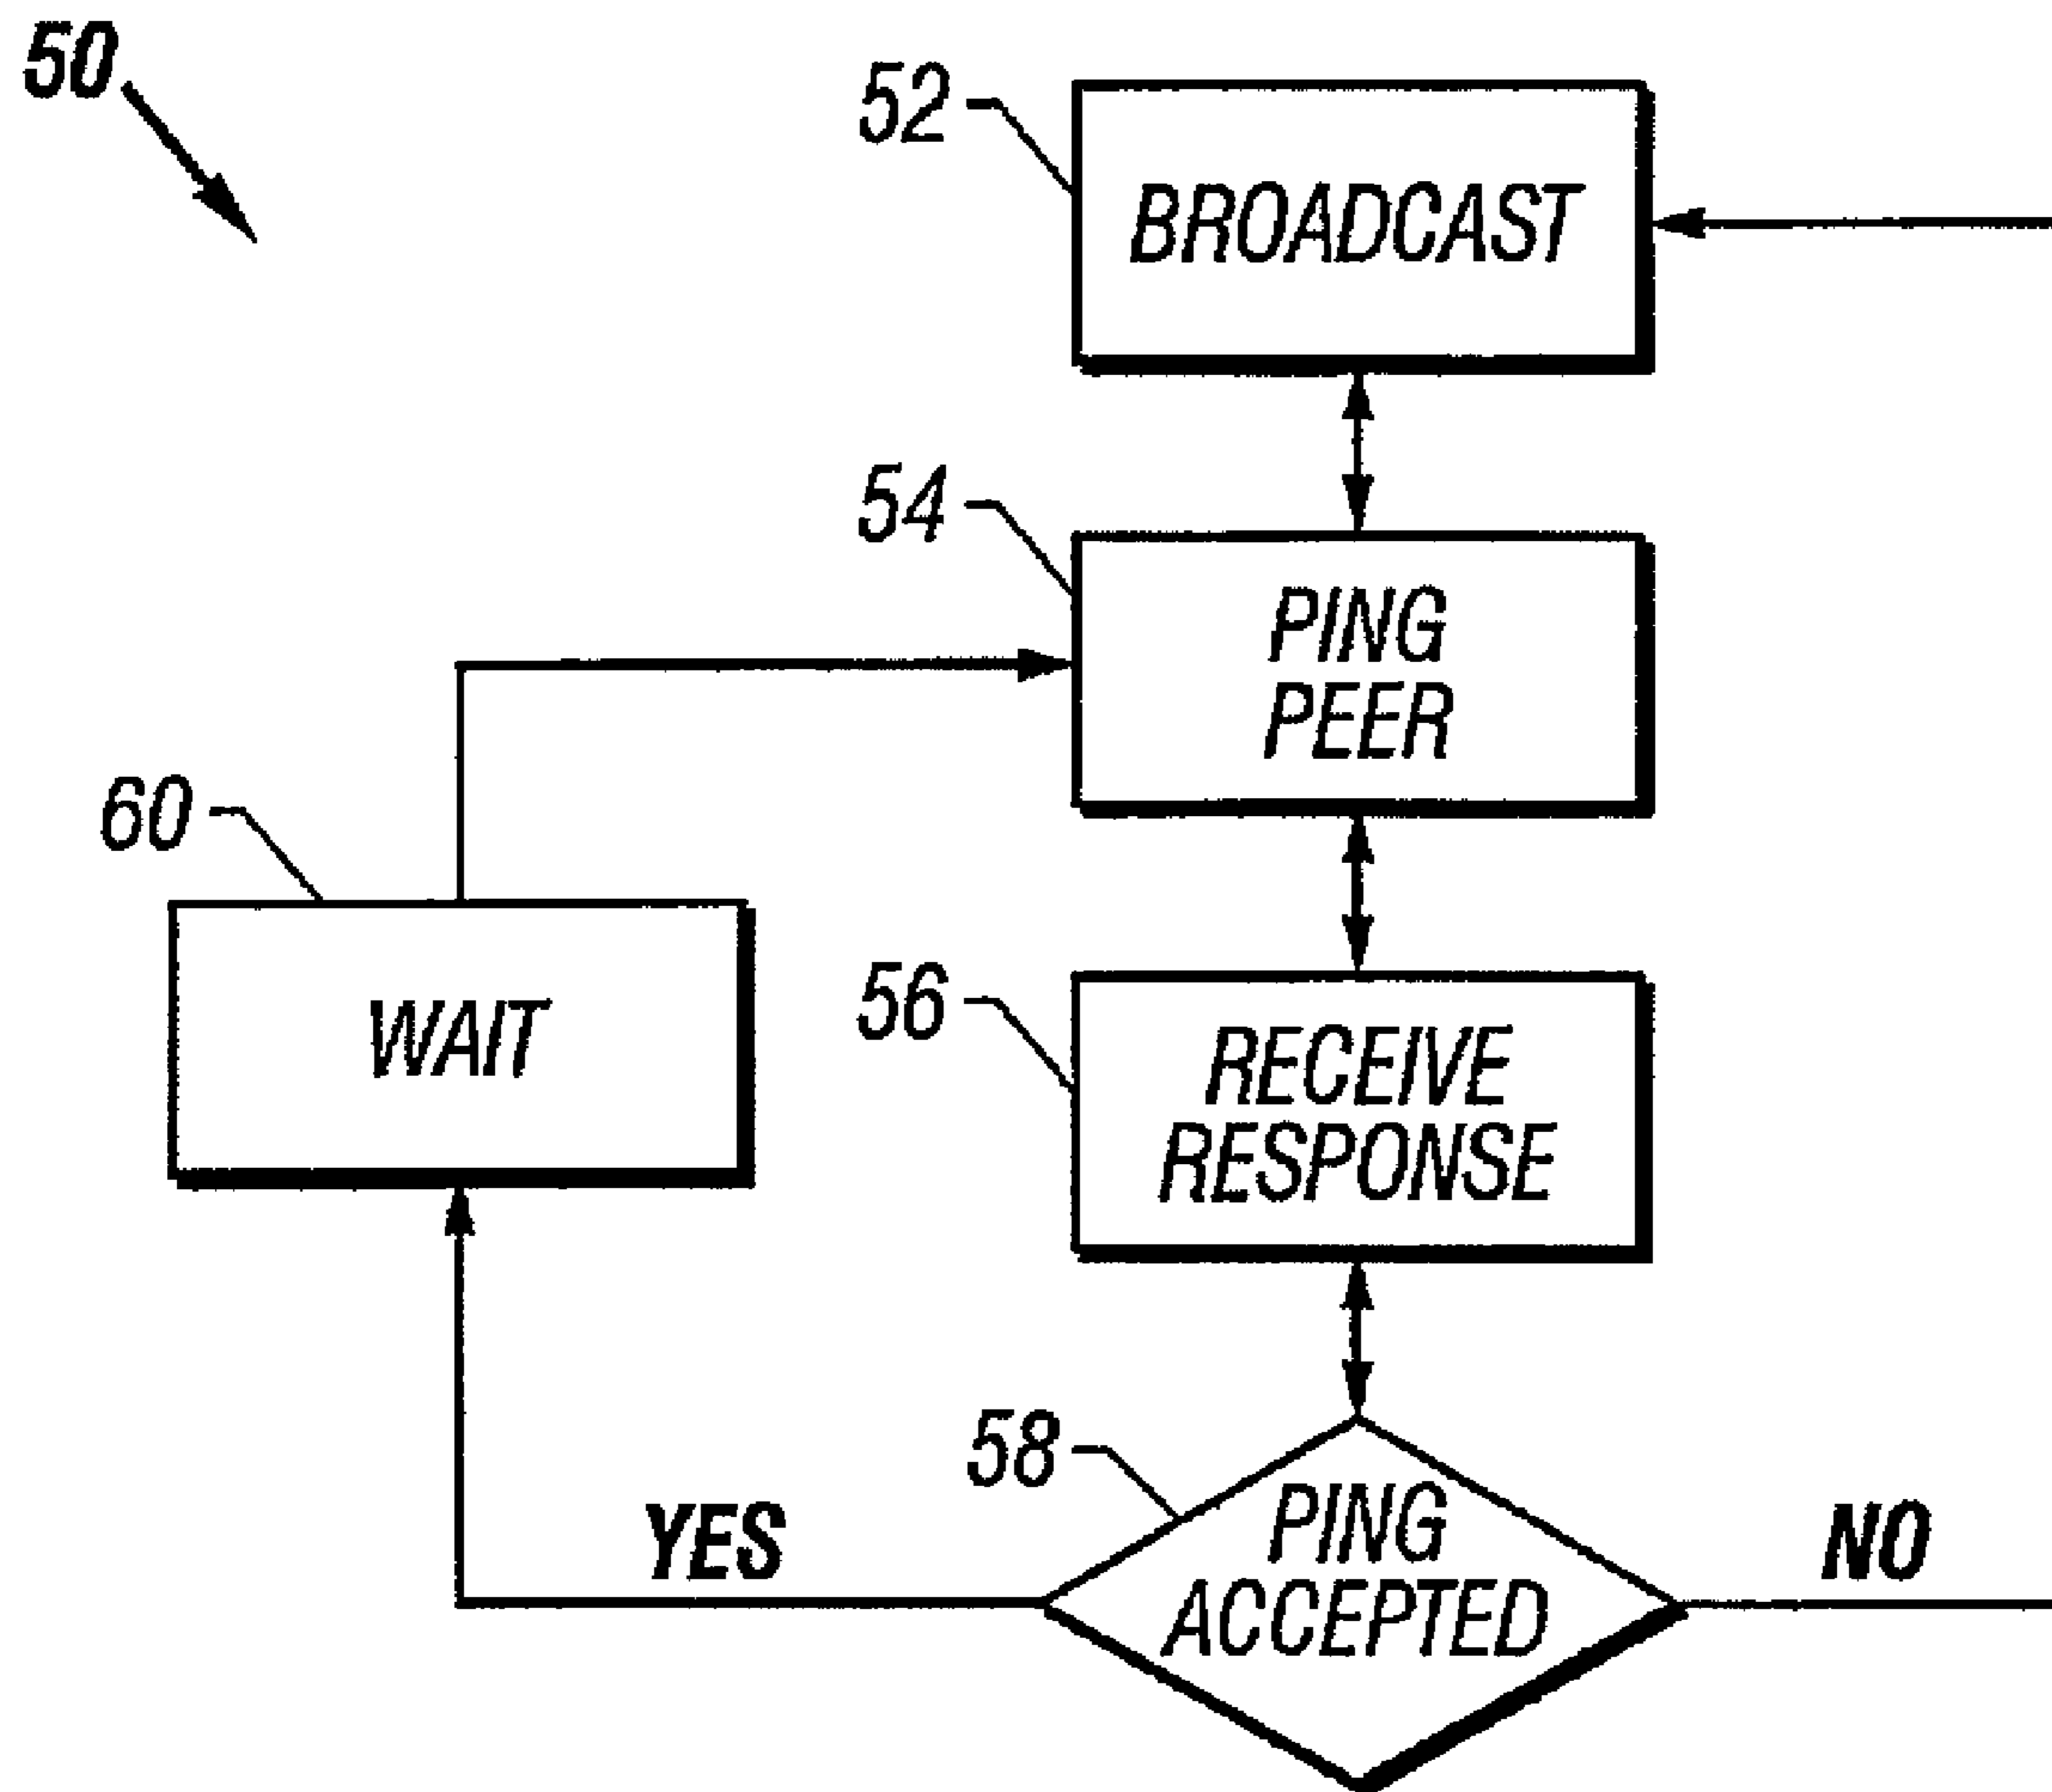 50
52
BROADCAST
54
PING
PEER
60
WAIT
56
RECEIVE
RESPONSE
58
PING
ACCEPTED
YES
NO